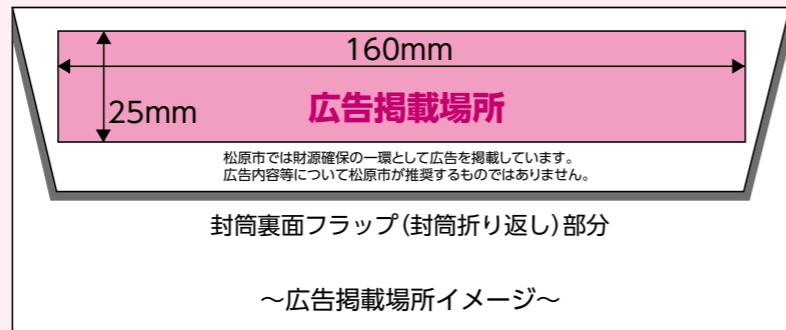 160mm
25mm
広告掲載場所
松原市では財源確保の一環として広告を掲載しています。
広告内容等について松原市が推奨するものではありません。
封筒裏面フラップ(封筒折り返し)部分
～広告掲載場所イメージ～